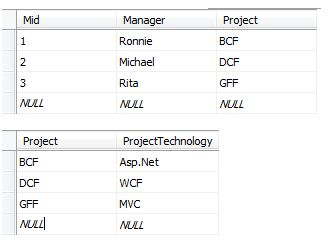 Mid Manager Project
1 Ronnie BCF
2 Michael DCF
3 Rita GFF
NULL NULL NULL
Project ProjectTechnology
BCF Asp.Net
DCF WCF
GFF MVC
NULL NULL